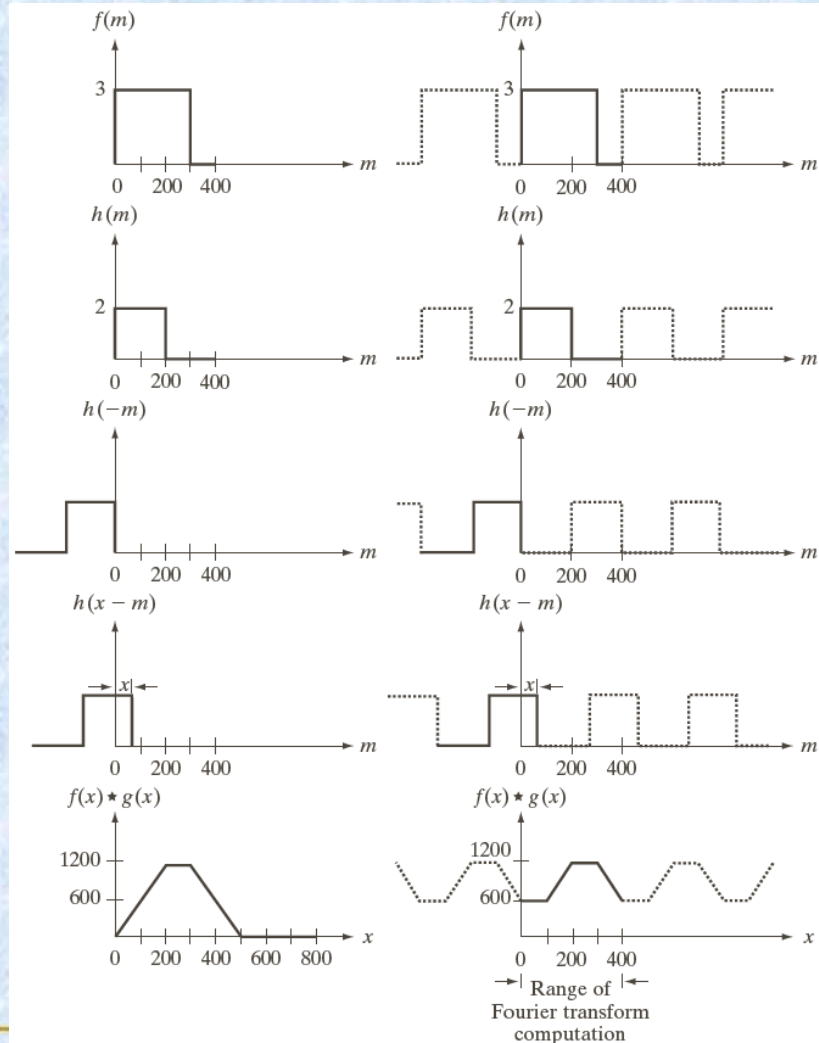 f(m) f(m)
3 3
m m
0 200 400 0 200 400
h(m) h(m)
2 2
m m
0 200 400 0 200 400
h(−m) h(−m)
m m
0 200 400 0 200 400
h(x − m) h(x − m)
x x
m m
0 200 400 0 200 400
f(x) ★ g(x) f(x) ★ g(x)
1200 1200
600 600
x x
0 200 400 600 800 0 200 400
Range of
Fourier transform
computation